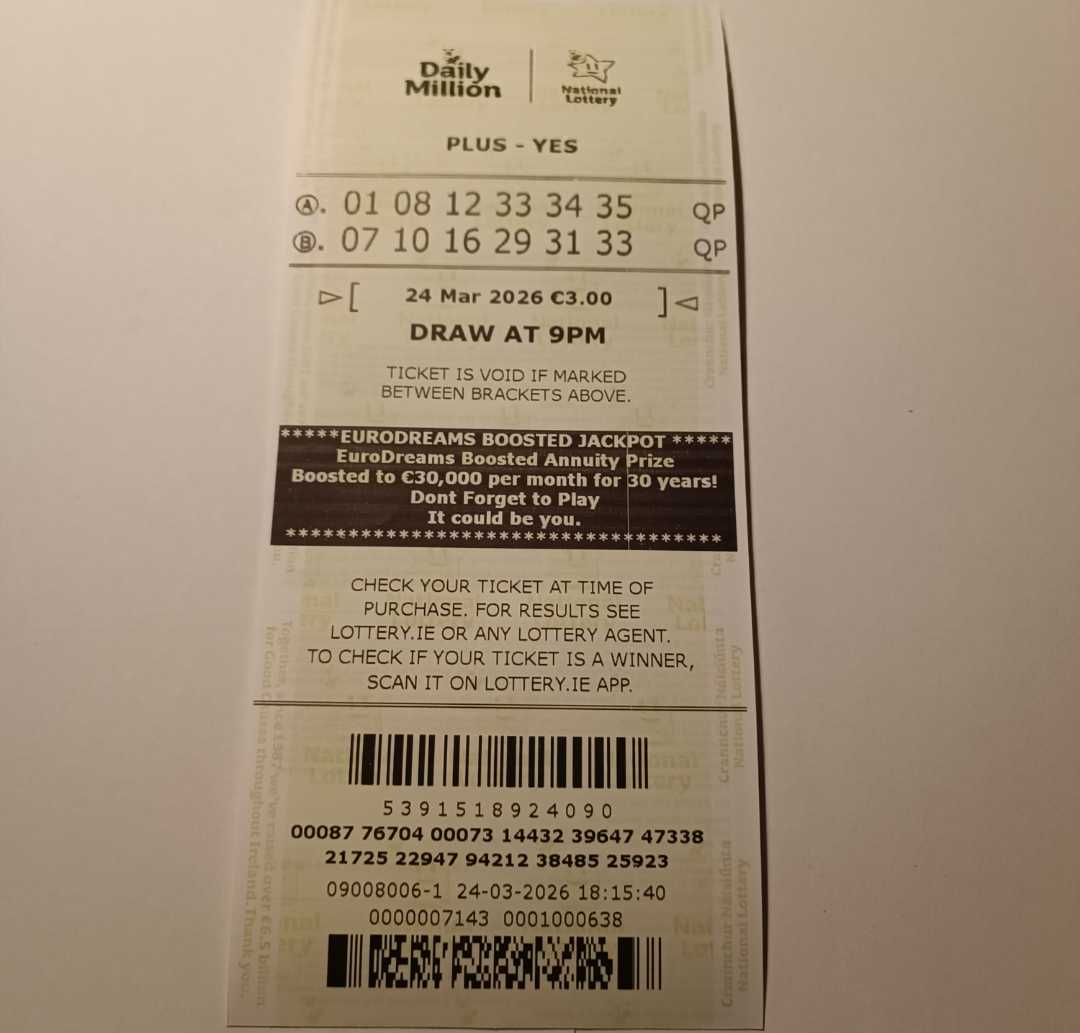 Daily
Million
National
Lottery
PLUS - YES
Ⓐ. 01 08 12 33 34 35 QP
Ⓑ. 07 10 16 29 31 33 QP
▷[ 24 Mar 2026 €3.00 ]◁
DRAW AT 9PM
TICKET IS VOID IF MARKED
BETWEEN BRACKETS ABOVE.
*****EURODREAMS BOOSTED JACKPOT *****
EuroDreams Boosted Annuity Prize
Boosted to €30,000 per month for 30 years!
Dont Forget to Play
It could be you.
************************************
CHECK YOUR TICKET AT TIME OF
PURCHASE. FOR RESULTS SEE
LOTTERY.IE OR ANY LOTTERY AGENT.
TO CHECK IF YOUR TICKET IS A WINNER,
SCAN IT ON LOTTERY.IE APP.
5391518924090
00087 76704 00073 14432 39647 47338
21725 22947 94212 38485 25923
09008006-1 24-03-2026 18:15:40
0000007143 0001000638
Crannchur Náisiúnta
National Lottery